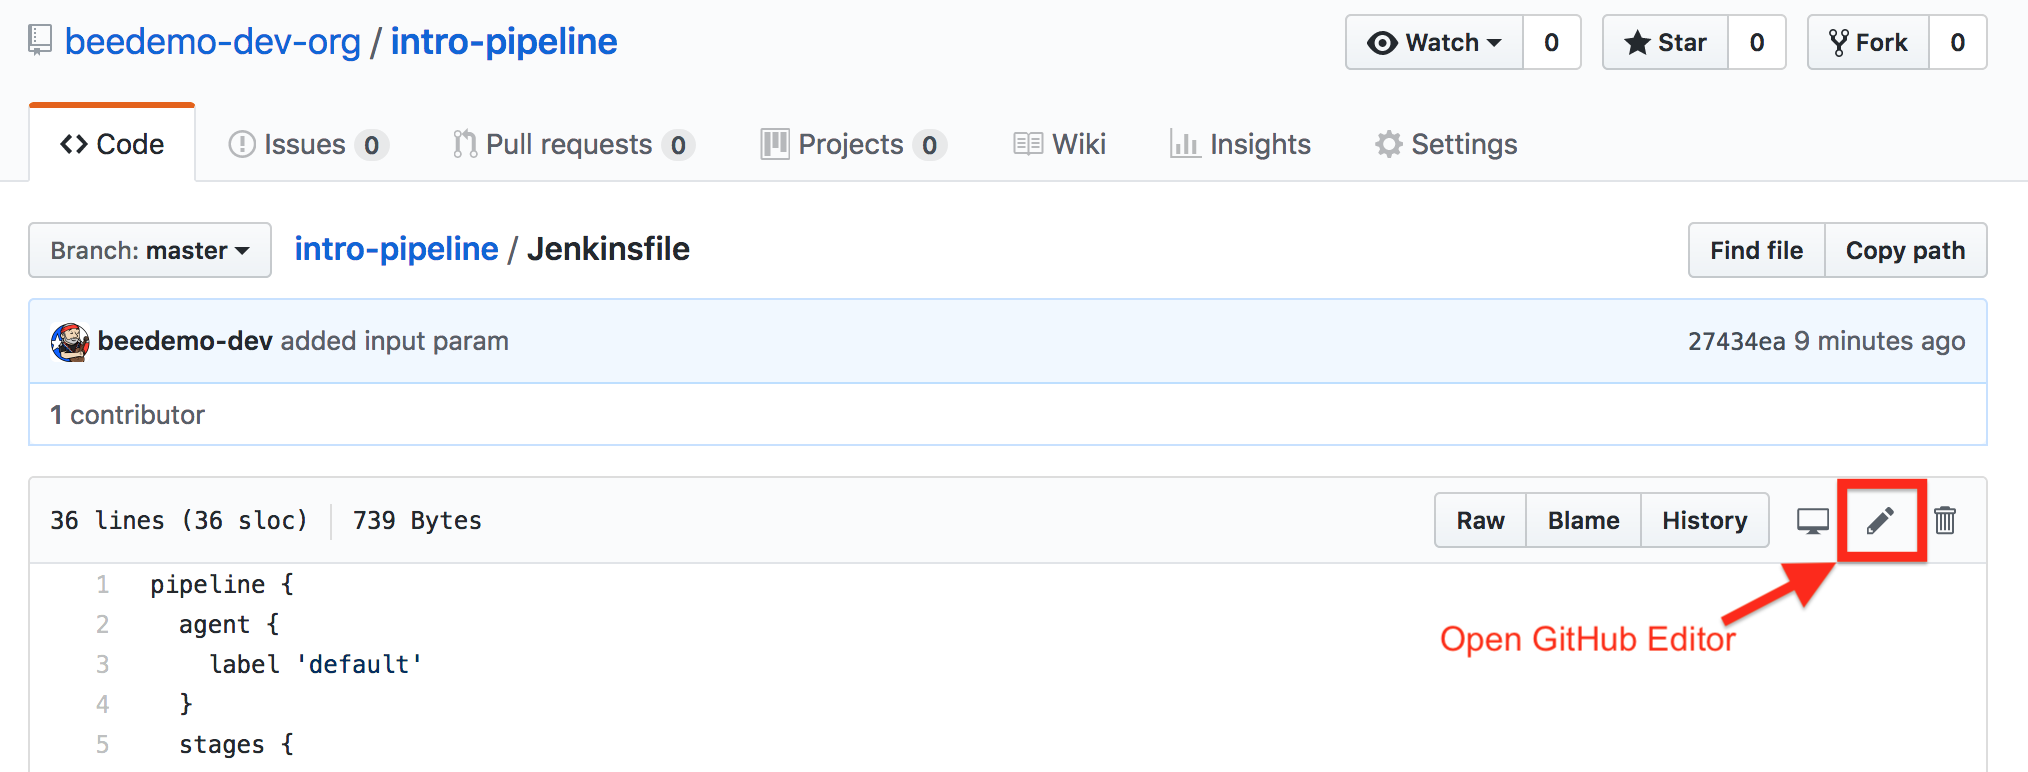 beedemo-dev-org / intro-pipeline Watch 0 Star 0 Fork 0
Code Issues 0 Pull requests 0 Projects 0 Wiki Insights Settings
Branch: master intro-pipeline / Jenkinsfile Find file Copy path
beedemo-dev added input param 27434ea 9 minutes ago
1 contributor
36 lines (36 sloc) 739 Bytes Raw Blame History
1 pipeline {
2 agent {
Open GitHub Editor
3 label 'default'
4 }
5 stages {